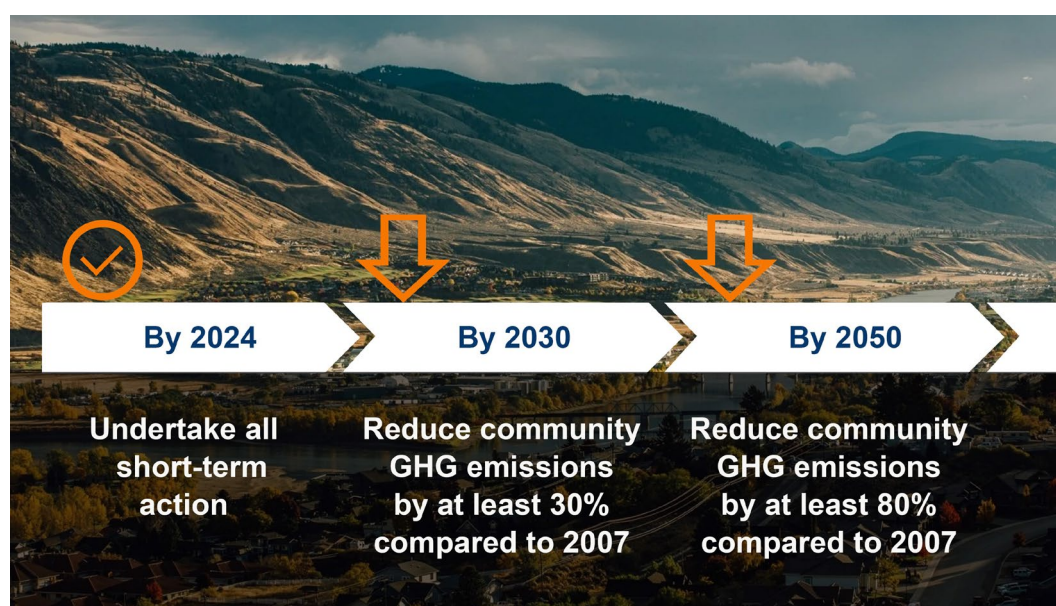 By 2024
By 2030
By 2050
Undertake all
short-term
action
Reduce community
GHG emissions
by at least 30%
compared to 2007
Reduce community
GHG emissions
by at least 80%
compared to 2007